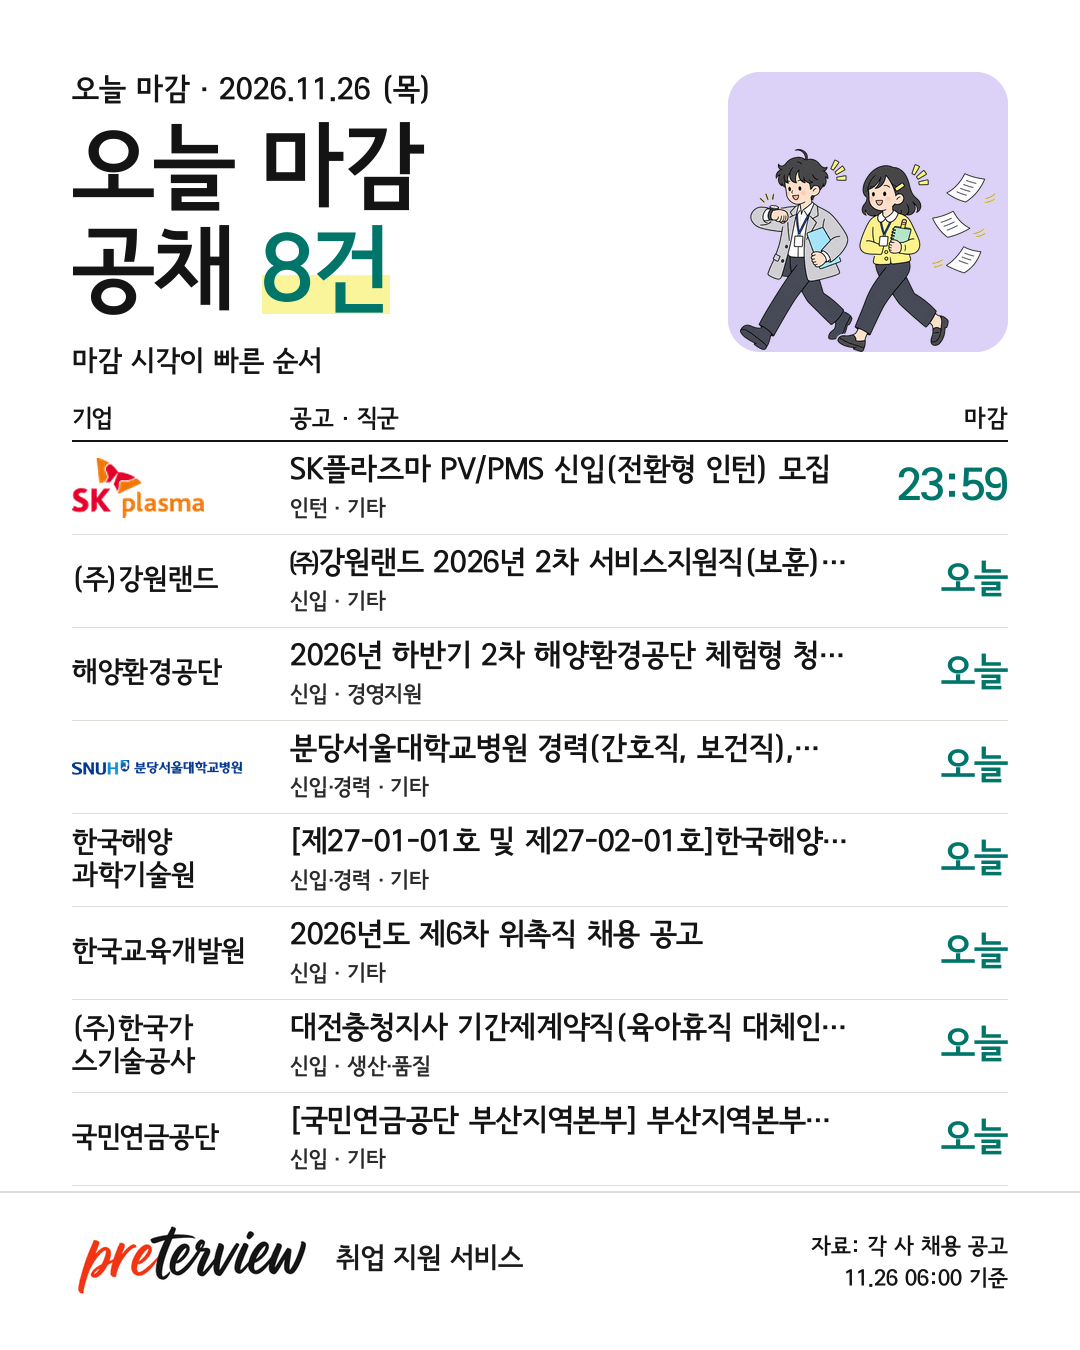 오늘 마감 · 2026.11.26 (목)
오늘 마감
공채 8건
마감 시각이 빠른 순서
기업 공고 · 직군 마감
SK plasma
SK플라즈마 PV/PMS 신입(전환형 인턴) 모집
인턴 · 기타
23:59
(주)강원랜드
㈜강원랜드 2026년 2차 서비스지원직(보훈)…
신입 · 기타
오늘
해양환경공단
2026년 하반기 2차 해양환경공단 체험형 청…
신입 · 경영지원
오늘
SNUH 분당서울대학교병원
분당서울대학교병원 경력(간호직, 보건직),…
신입·경력 · 기타
오늘
한국해양
과학기술원
[제27-01-01호 및 제27-02-01호]한국해양…
신입·경력 · 기타
오늘
한국교육개발원
2026년도 제6차 위촉직 채용 공고
신입 · 기타
오늘
(주)한국가
스기술공사
대전충청지사 기간제계약직(육아휴직 대체인…
신입 · 생산·품질
오늘
국민연금공단
[국민연금공단 부산지역본부] 부산지역본부…
신입 · 기타
오늘
preterview 취업 지원 서비스
자료: 각 사 채용 공고
11.26 06:00 기준